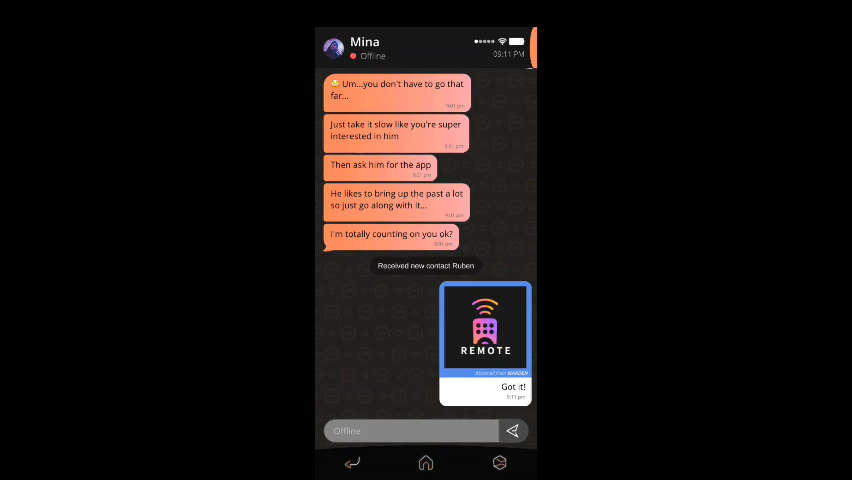 Mina
Offline
09:11 PM
😳 Um...you don't have to go that
far...
9:01 pm
Just take it slow like you're super
interested in him
9:01 pm
Then ask him for the app
9:01 pm
He likes to bring up the past a lot
so just go along with it...
9:01 pm
I'm totally counting on you ok?
9:01 pm
Received new contact Ruben
REMOTE
WARDEN
Got it!
9:11 pm
Offline